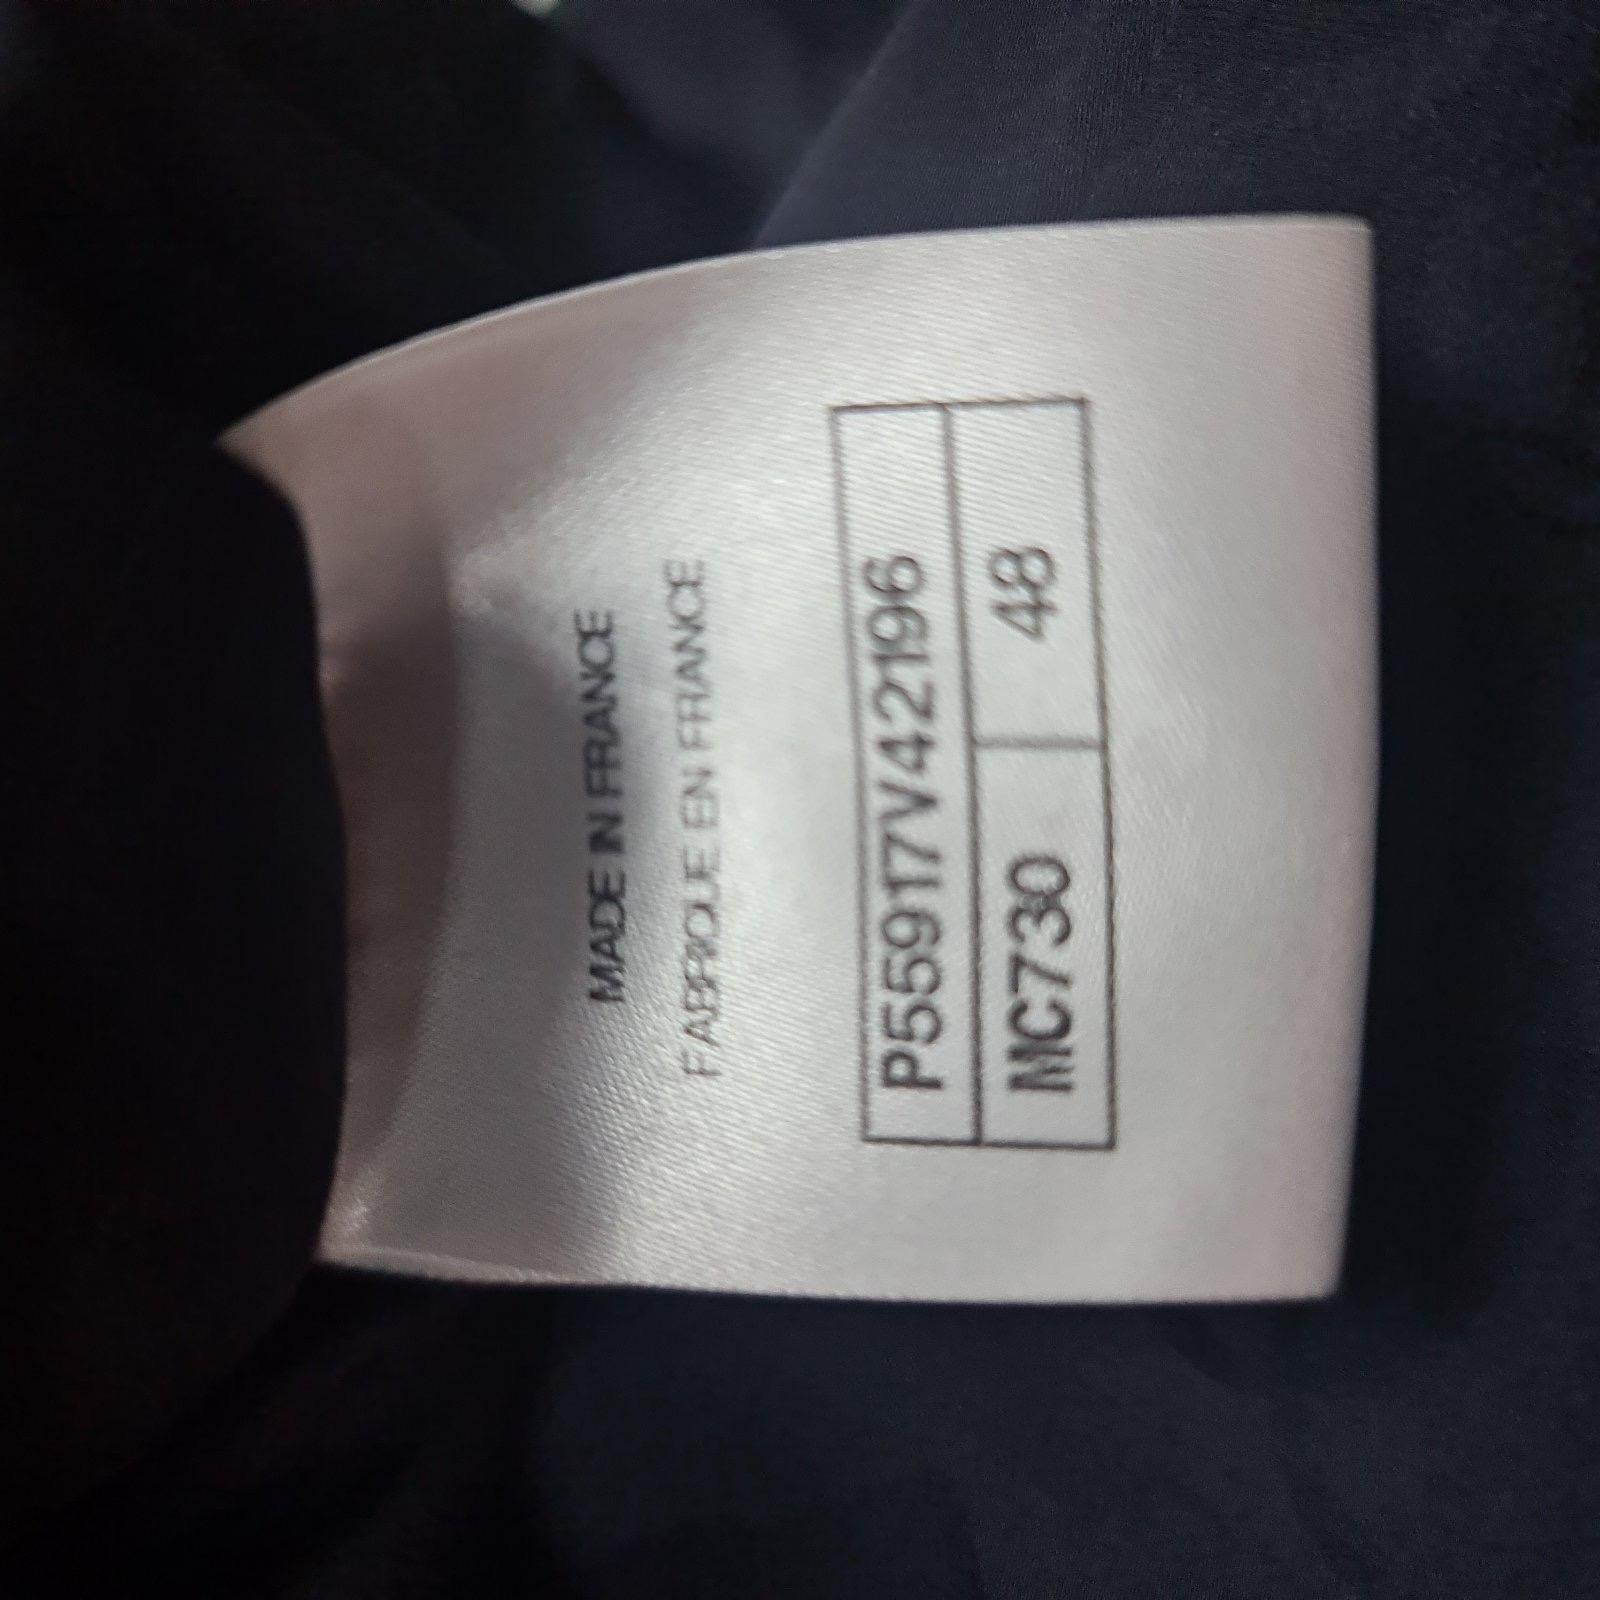 MADE IN FRANCE
FABRIQUE EN FRANCE
P55917V42196
MC730 48